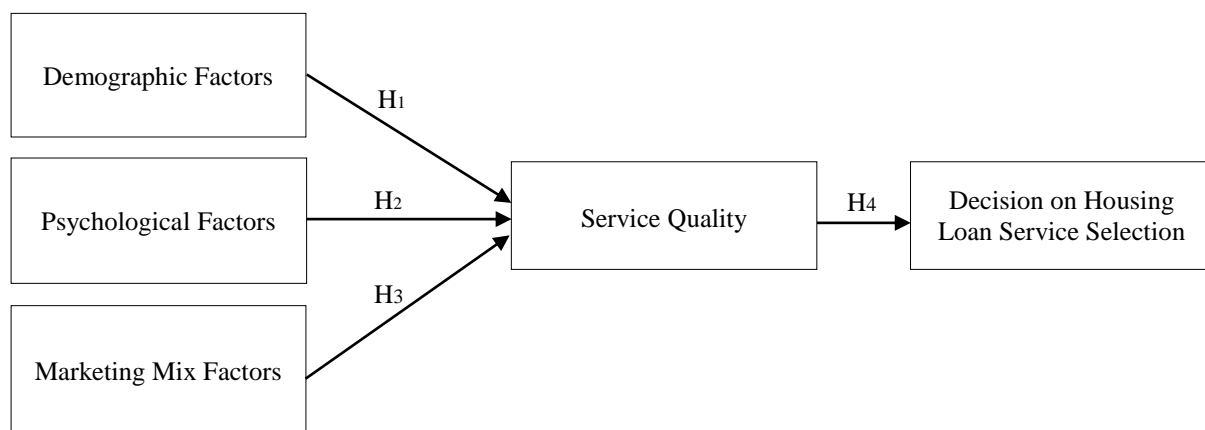 Demographic Factors
H1
Psychological Factors
H2
Service Quality
H4
Decision on Housing
Loan Service Selection
H3
Marketing Mix Factors